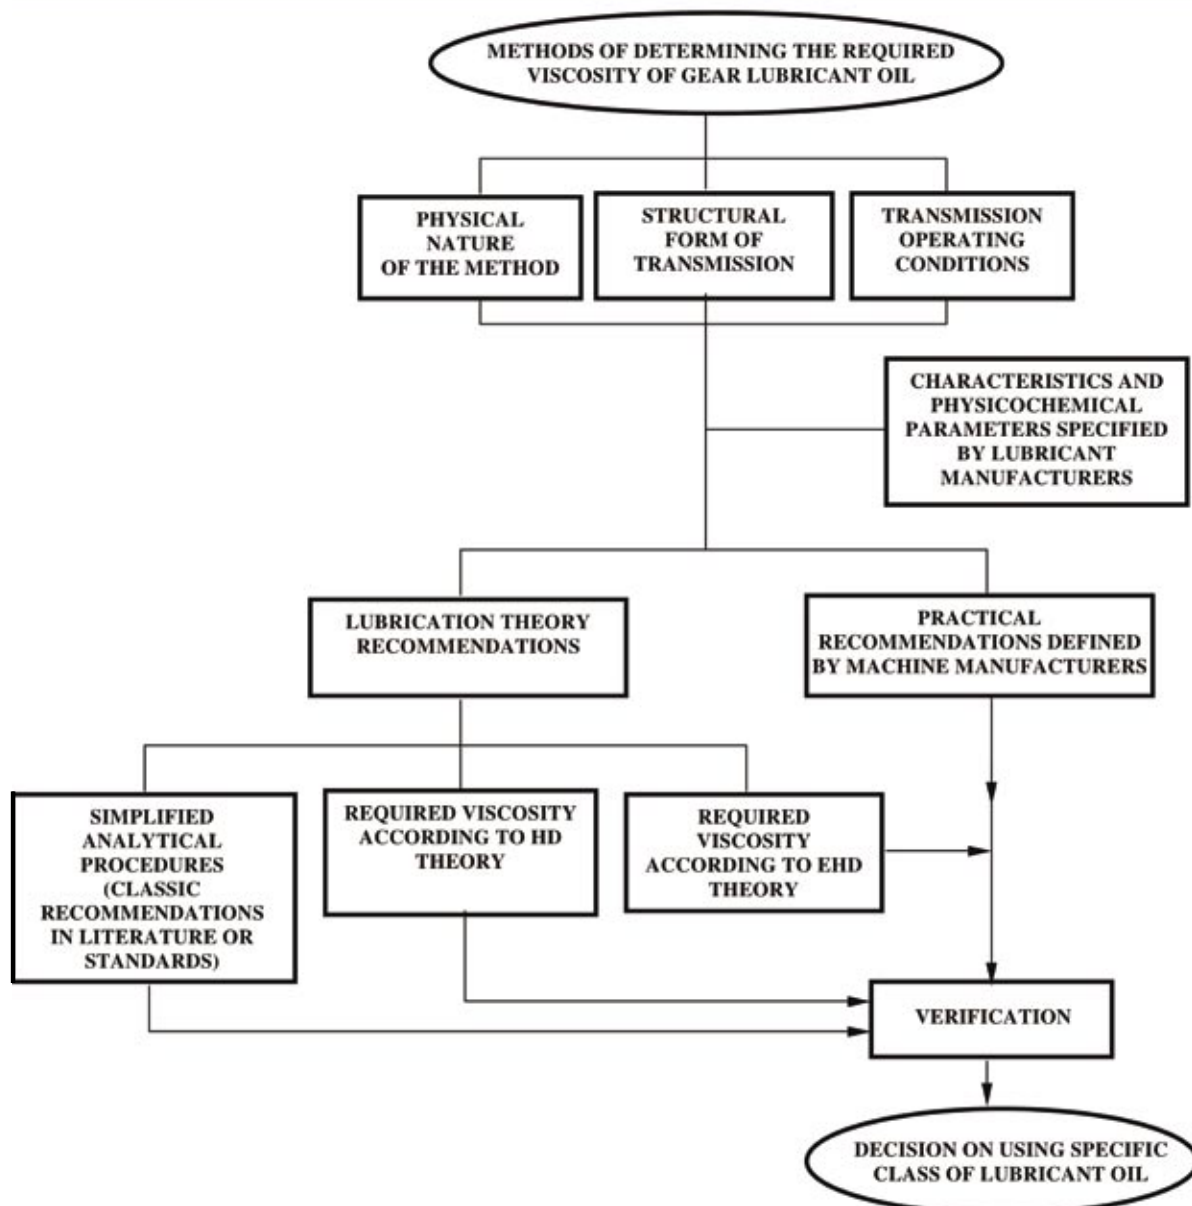 METHODS OF DETERMINING THE REQUIRED
VISCOSITY OF GEAR LUBRICANT OIL
PHYSICAL
NATURE
OF THE METHOD
STRUCTURAL
FORM OF
TRANSMISSION
TRANSMISSION
OPERATING
CONDITIONS
CHARACTERISTICS AND
PHYSICOCHEMICAL
PARAMETERS SPECIFIED
BY LUBRICANT
MANUFACTURERS
LUBRICATION THEORY
RECOMMENDATIONS
PRACTICAL
RECOMMENDATIONS DEFINED
BY MACHINE MANUFACTURERS
SIMPLIFIED
ANALYTICAL
PROCEDURES
(CLASSIC
RECOMMENDATIONS
IN LITERATURE OR
STANDARDS)
REQUIRED VISCOSITY
ACCORDING TO HD
THEORY
REQUIRED
VISCOSITY
ACCORDING TO EHD
THEORY
VERIFICATION
DECISION ON USING SPECIFIC
CLASS OF LUBRICANT OIL